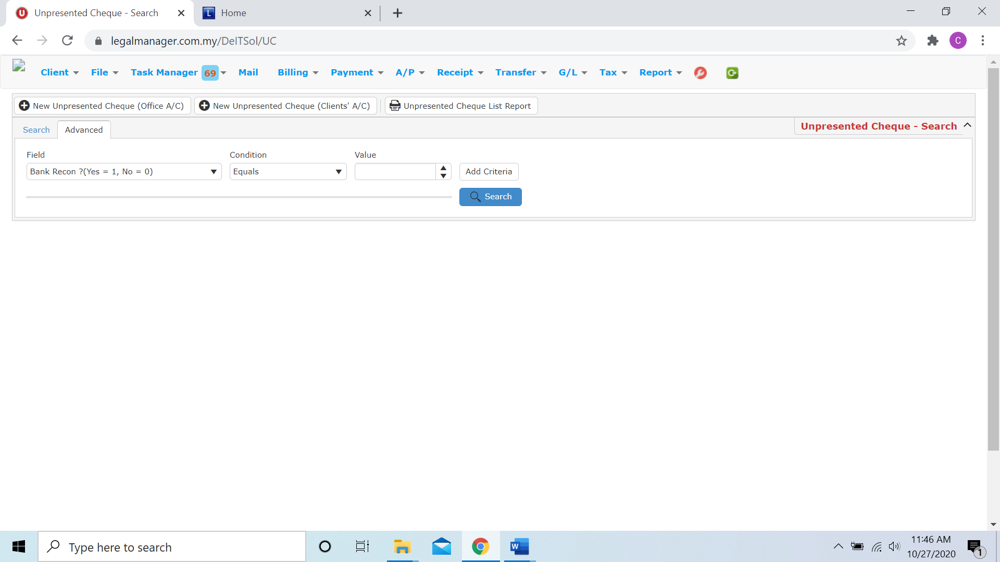 Unpresented Cheque - Search
Home
legalmanager.com.my/DeITSol/UC
C
Client File Task Manager 69 Mail Billing Payment A/P Receipt Transfer G/L Tax Report
New Unpresented Cheque (Office A/C) New Unpresented Cheque (Clients' A/C) Unpresented Cheque List Report
Search Advanced Unpresented Cheque - Search
Field Condition Value
Bank Recon ?(Yes = 1, No = 0) Equals Add Criteria
Search
Type here to search
11:46 AM
10/27/2020
1